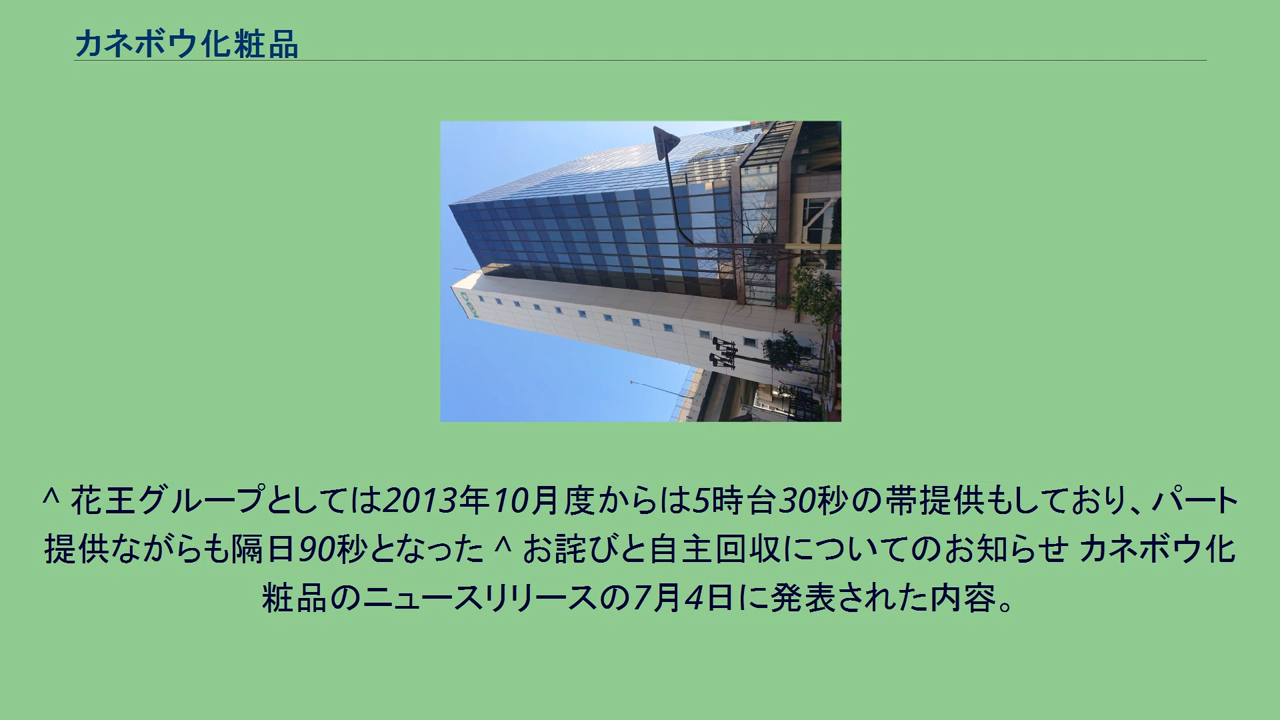 カネボウ化粧品
^ 花王グループとしては2013年10月度からは5時台30秒の帯提供もしており、パート
提供ながらも隔日90秒となった ^ お詫びと自主回収についてのお知らせ カネボウ化
粧品のニュースリリースの7月4日に発表された内容。